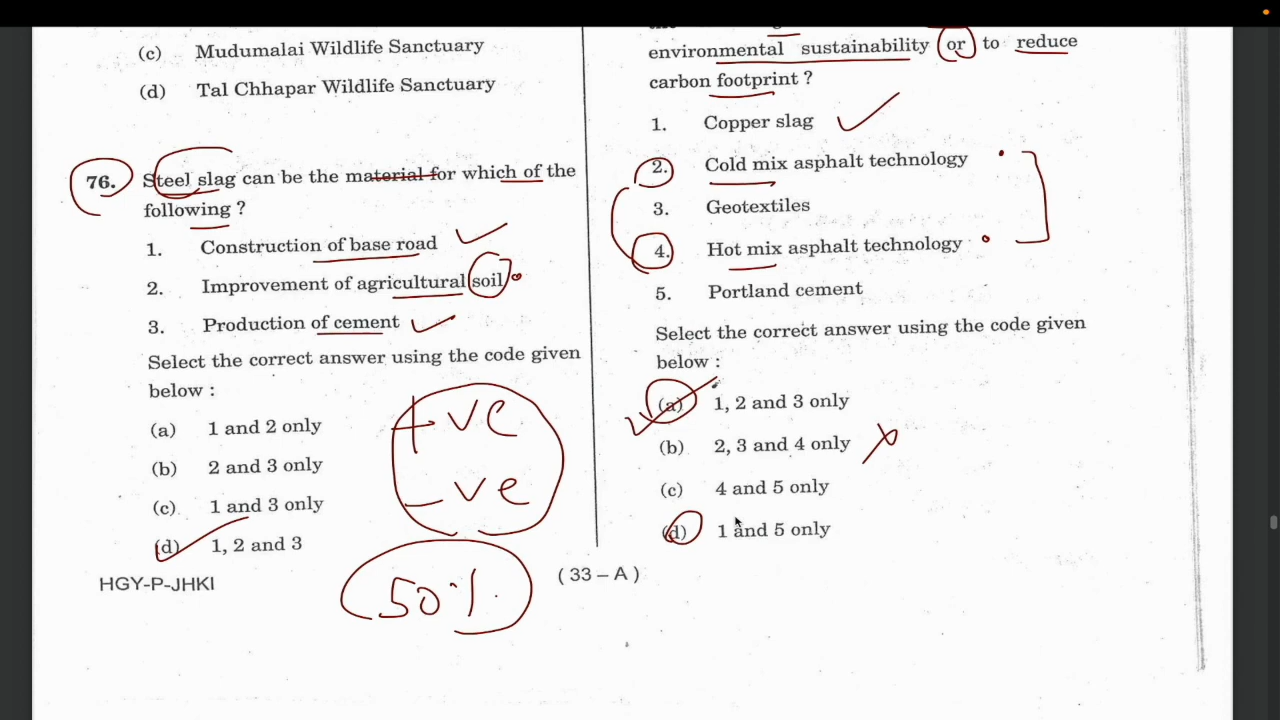 (c) Mudumalai Wildlife Sanctuary
(d) Tal Chhapar Wildlife Sanctuary
76. Steel slag can be the material for which of the
following ?
1. Construction of base road
2. Improvement of agricultural soil
3. Production of cement
Select the correct answer using the code given
below :
(a) 1 and 2 only
(b) 2 and 3 only
(c) 1 and 3 only
(d) 1, 2 and 3
+ve
-ve
50%
HGY-P-JHKI
( 33 – A )
environmental sustainability or to reduce
carbon footprint ?
1. Copper slag
2. Cold mix asphalt technology
3. Geotextiles
4. Hot mix asphalt technology
5. Portland cement
Select the correct answer using the code given
below :
(a) 1, 2 and 3 only
(b) 2, 3 and 4 only
(c) 4 and 5 only
(d) 1 and 5 only